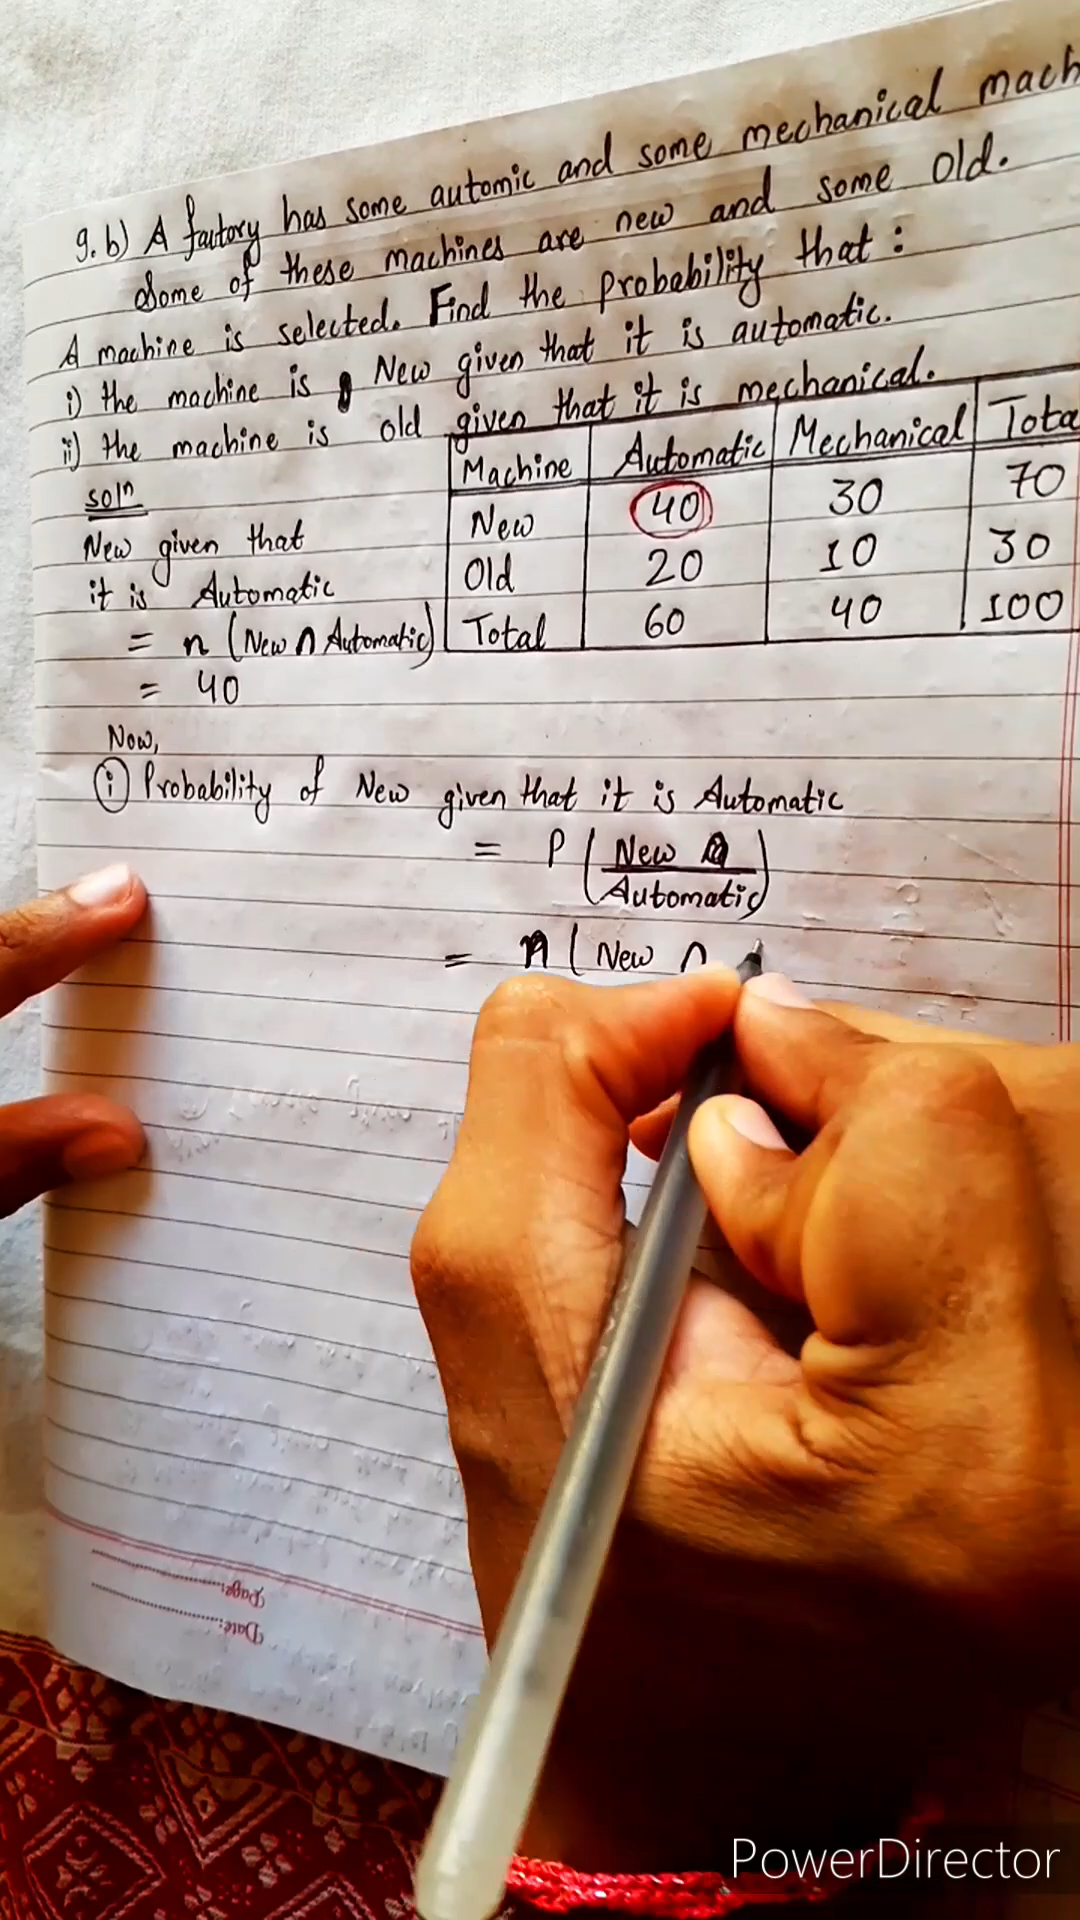 9. b) A factory has some automic and some mechanical mach
Some of these machines are new and some old.
A machine is selected. Find the probability that :
i) the machine is New given that it is automatic.
ii) the machine is old given that it is mechanical.
Machine Automatic Mechanical Tota
New 40 30 70
Old 20 10 30
Total 60 40 100
soln
New given that
it is Automatic
= n (New ∩ Automatic)
= 40
Now,
i Probability of New given that it is Automatic
= P (New
Automatic)
= n ( New ∩
Page:
Date:
PowerDirector